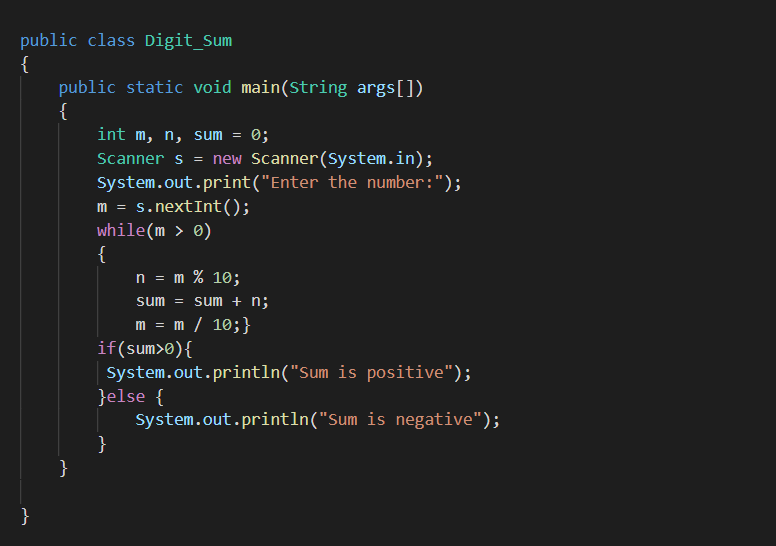 public class Digit_Sum
{
    public static void main(String args[])
    {
        int m, n, sum = 0;
        Scanner s = new Scanner(System.in);
        System.out.print("Enter the number:");
        m = s.nextInt();
        while(m > 0)
        {
            n = m % 10;
            sum = sum + n;
            m = m / 10;}
        if(sum>0){
         System.out.println("Sum is positive");
        }else {
            System.out.println("Sum is negative");
        }
    }
}